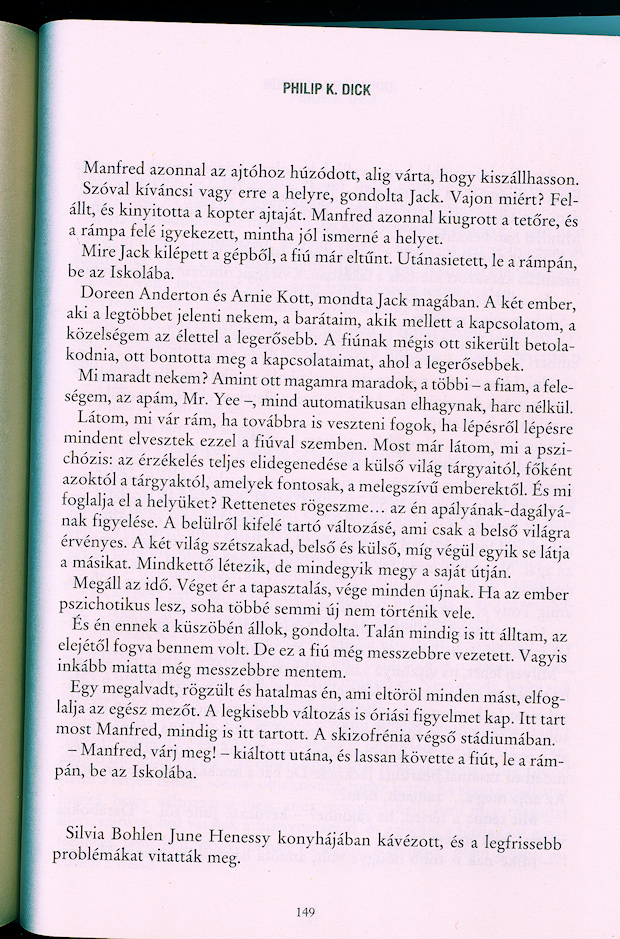 PHILIP K. DICK
Manfred azonnal az ajtóhoz húzódott, alig várta, hogy kiszállhasson.
Szóval kíváncsi vagy erre a helyre, gondolta Jack. Vajon miért? Fel-
állt, és kinyitotta a kopter ajtaját. Manfred azonnal kiugrott a tetőre, és
a rámpa felé igyekezett, mintha jól ismerné a helyet.
Mire Jack kilépett a gépből, a fiú már eltűnt. Utánasietett, le a rámpán,
be az Iskolába.
Doreen Anderton és Arnie Kott, mondta Jack magában. A két ember,
aki a legtöbbet jelenti nekem, a barátaim, akik mellett a kapcsolatom, a
közelségem az élettel a legerősebb. A fiúnak mégis ott sikerült betola-
kodnia, ott bontotta meg a kapcsolataimat, ahol a legerősebbek.
Mi maradt nekem? Amint ott magamra maradok, a többi – a fiam, a fele-
ségem, az apám, Mr. Yee –, mind automatikusan elhagynak, harc nélkül.
Látom, mi vár rám, ha továbbra is veszteni fogok, ha lépésről lépésre
mindent elvesztek ezzel a fiúval szemben. Most már látom, mi a pszi-
chózis: az érzékelés teljes elidegenedése a külső világ tárgyaitól, főként
azoktól a tárgyaktól, amelyek fontosak, a melegszívű emberektől. És mi
foglalja el a helyüket? Rettenetes rögeszme... az én apályának-dagályá-
nak figyelése. A belülről kifelé tartó változásé, ami csak a belső világra
érvényes. A két világ szétszakad, belső és külső, míg végül egyik se látja
a másikat. Mindkettő létezik, de mindegyik megy a saját útján.
Megáll az idő. Véget ér a tapasztalás, vége minden újnak. Ha az ember
pszichotikus lesz, soha többé semmi új nem történik vele.
És én ennek a küszöbén állok, gondolta. Talán mindig is itt álltam, az
elejétől fogva bennem volt. De ez a fiú még messzebbre vezetett. Vagyis
inkább miatta még messzebbre mentem.
Egy megalvadt, rögzült és hatalmas én, ami eltöröl minden mást, elfog-
lalja az egész mezőt. A legkisebb változás is óriási figyelmet kap. Itt tart
most Manfred, mindig is itt tartott. A skizofrénia végső stádiumában.
– Manfred, várj meg! – kiáltott utána, és lassan követte a fiút, le a rám-
pán, be az Iskolába.
Silvia Bohlen June Henessy konyhájában kávézott, és a legfrissebb
problémákat vitatták meg.
149